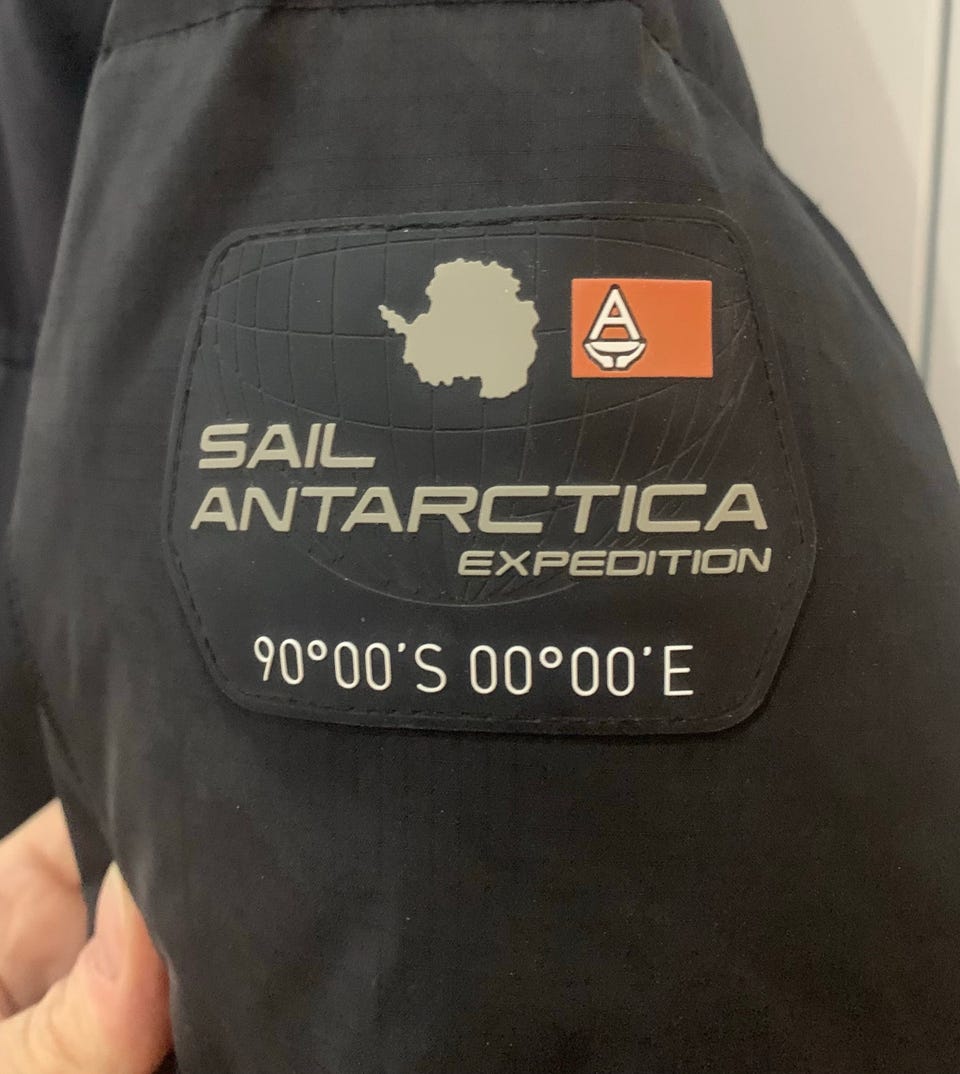 A
SAIL
ANTARCTICA
EXPEDITION
90°00'S 00°00'E